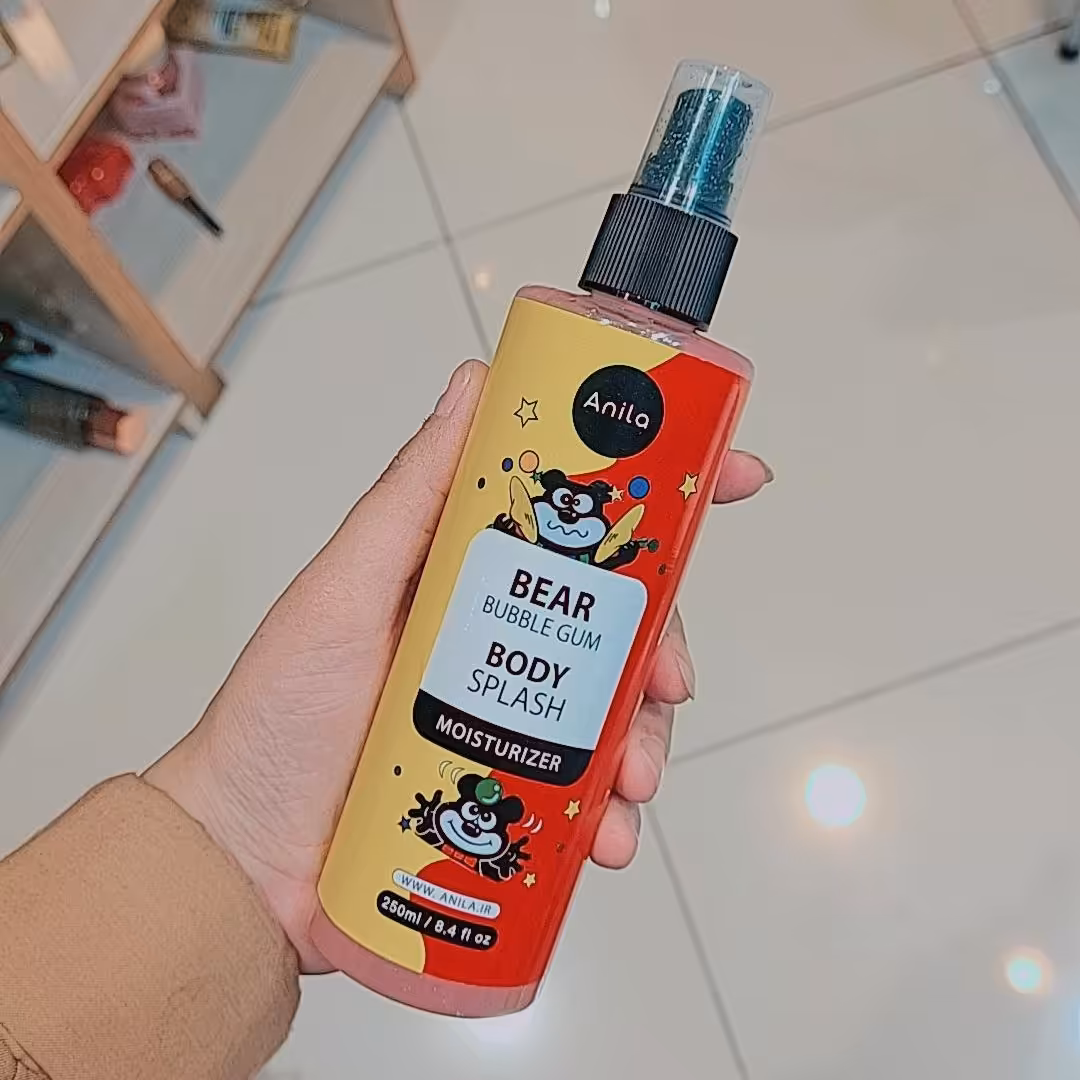 Anila
BEAR
BUBBLE GUM
BODY
SPLASH
MOISTURIZER
WWW. ANILA.IR
250ml / 8.4 fl oz